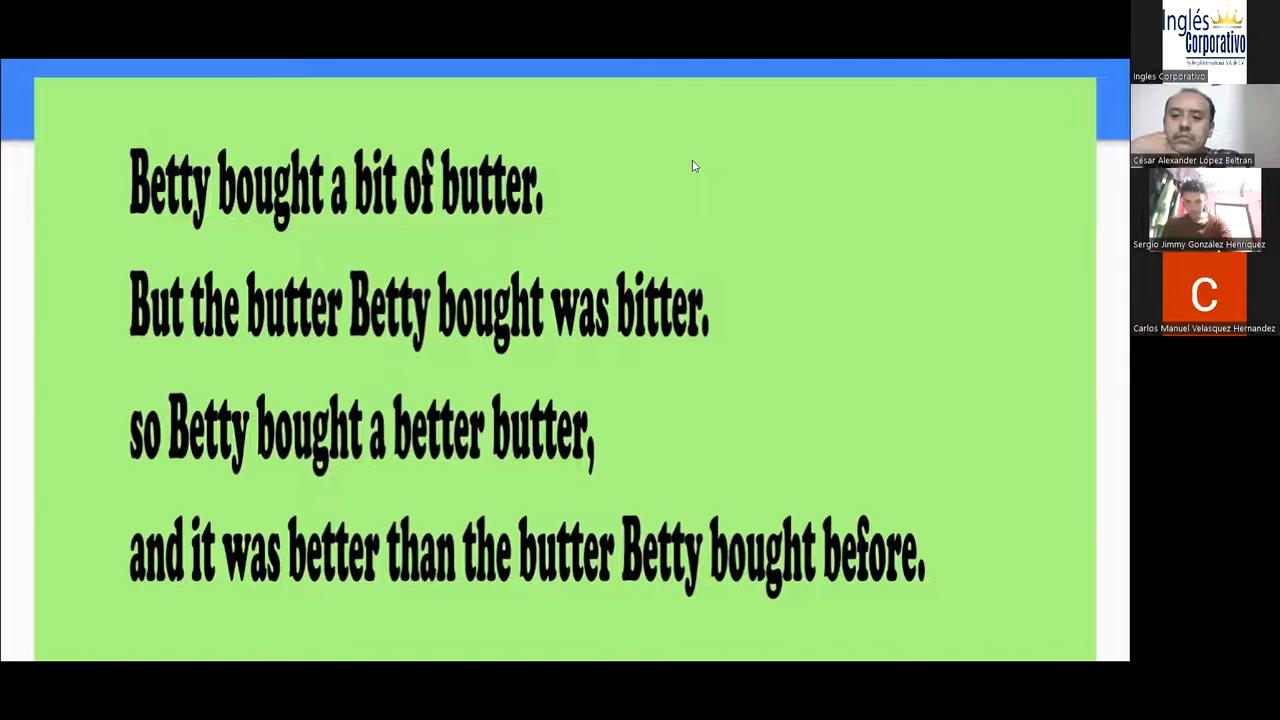 Betty bought a bit of butter.
But the butter Betty bought was bitter.
so Betty bought a better butter,
and it was better than the butter Betty bought before.
Inglés
Corporativo
Ingles Corporativo
César Alexander López Beltran
Sergio Jimmy González Henriquez
C
Carlos Manuel Velasquez Hernandez